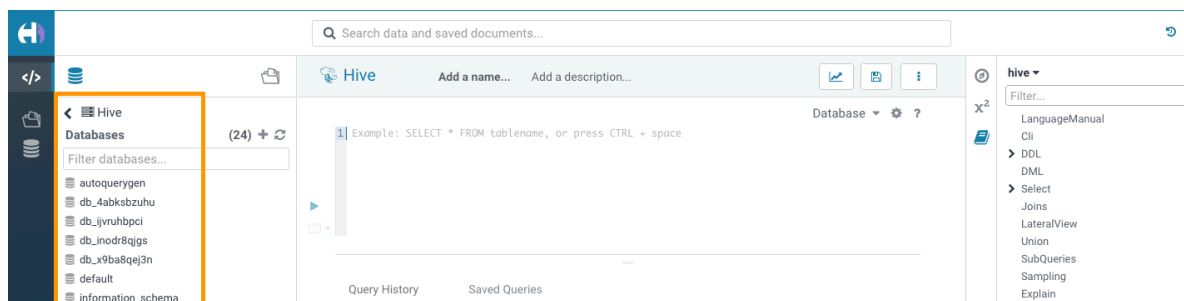 Search data and saved documents...
</>
Hive
Databases (24)
Filter databases...
autoquerygen
db_4abksbzuhu
db_ijvruhbpci
db_inodr8qjgs
db_x9ba8qej3n
default
information_schema
Hive Add a name... Add a description...
Database ?
1 Example: SELECT * FROM tablename, or press CTRL + space
...
Query History Saved Queries
x²
hive
Filter...
LanguageManual
Cli
DDL
DML
Select
Joins
LateralView
Union
SubQueries
Sampling
Explain